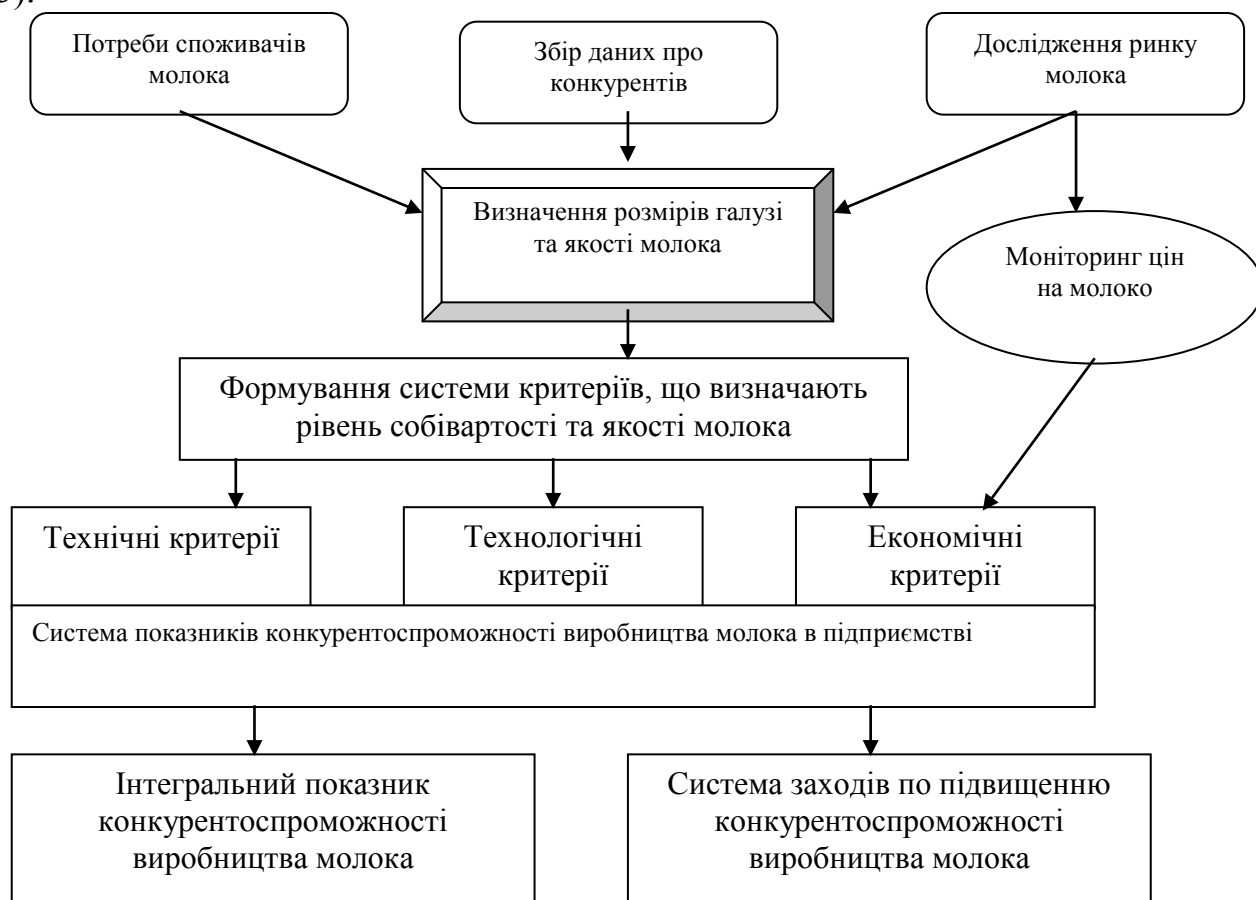 Потреби споживачів
молока
Збір даних про
конкурентів
Дослідження ринку
молока
Визначення розмірів галузі
та якості молока
Моніторинг цін
на молоко
Формування системи критеріїв, що визначають
рівень собівартості та якості молока
Технічні критерії
Технологічні
критерії
Економічні
критерії
Система показників конкурентоспроможності виробництва молока в підприємстві
Інтегральний показник
конкурентоспроможності
виробництва молока
Система заходів по підвищенню
конкурентоспроможності
виробництва молока